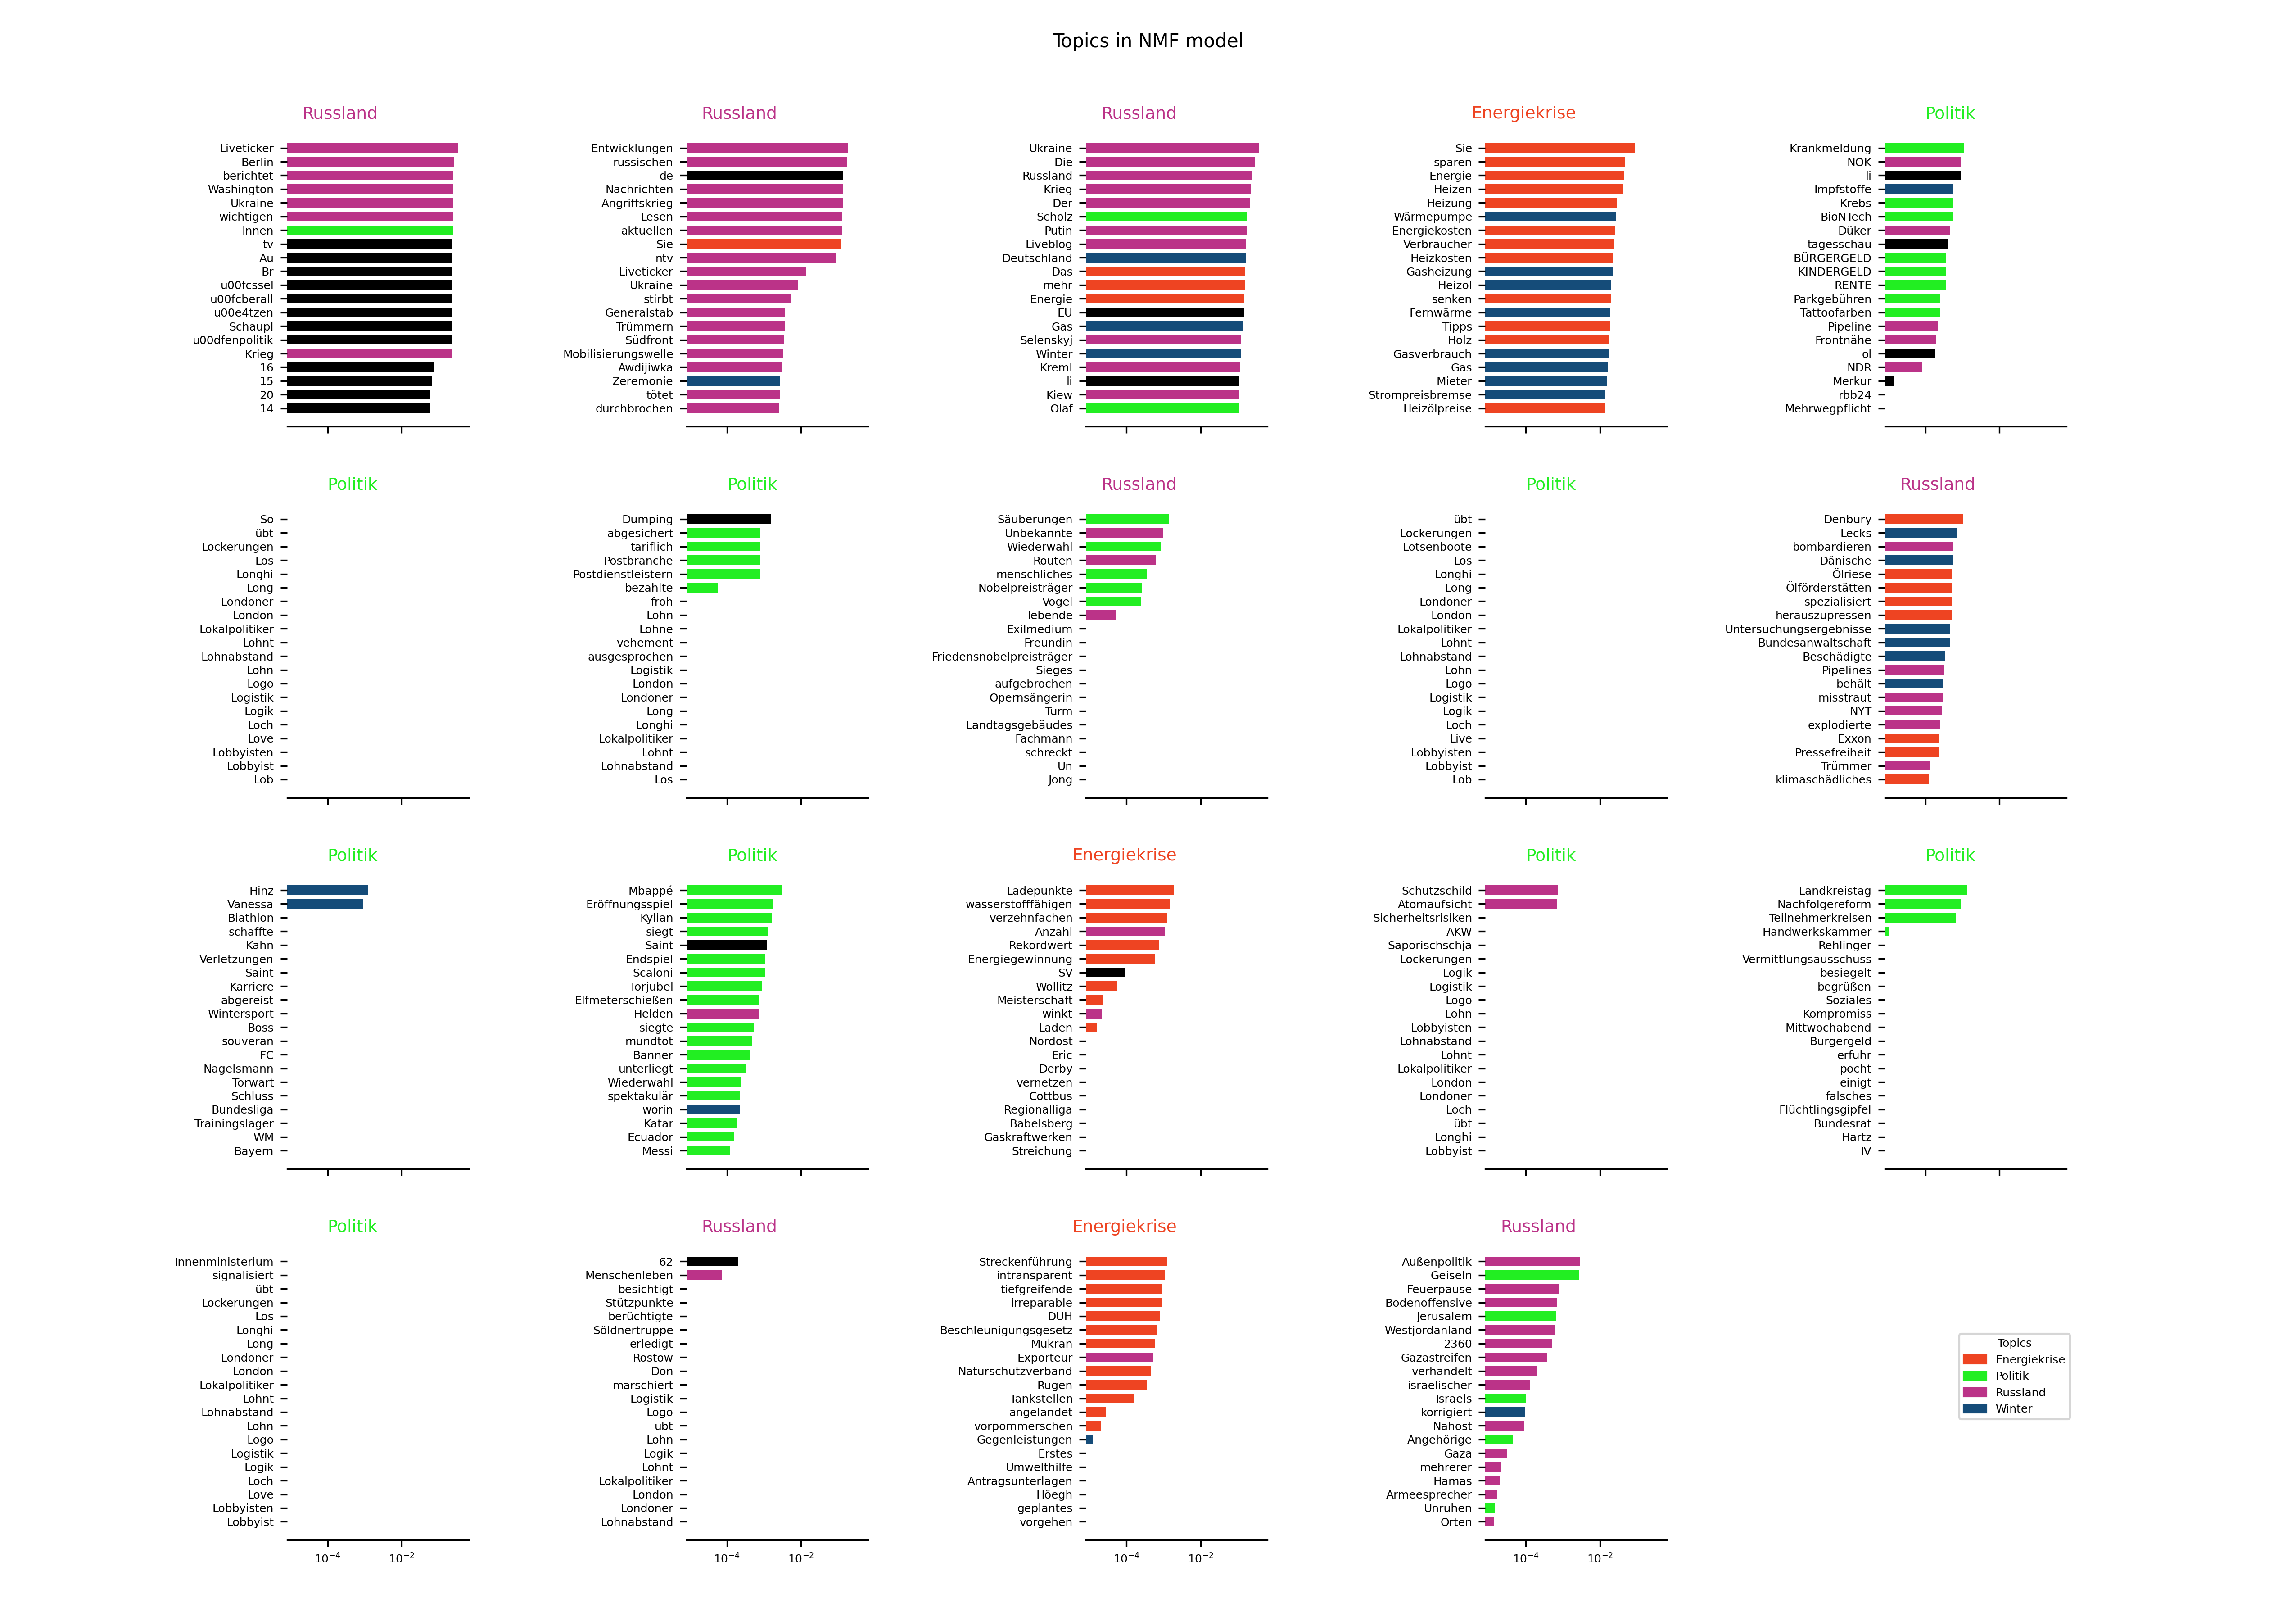 Topics in NMF model
Russland
Liveticker
Berlin
berichtet
Washington
Ukraine
wichtigen
Innen
tv
Au
Br
u00fcssel
u00fcberall
u00e4tzen
Schaupl
u00dfenpolitik
Krieg
16
15
20
14
Russland
Entwicklungen
russischen
de
Nachrichten
Angriffskrieg
Lesen
aktuellen
Sie
ntv
Liveticker
Ukraine
stirbt
Generalstab
Trümmern
Südfront
Mobilisierungswelle
Awdijiwka
Zeremonie
tötet
durchbrochen
Russland
Ukraine
Die
Russland
Krieg
Der
Scholz
Putin
Liveblog
Deutschland
Das
mehr
Energie
EU
Gas
Selenskyj
Winter
Kreml
li
Kiew
Olaf
Energiekrise
Sie
sparen
Energie
Heizen
Heizung
Wärmepumpe
Energiekosten
Verbraucher
Heizkosten
Gasheizung
Heizöl
senken
Fernwärme
Tipps
Holz
Gasverbrauch
Gas
Mieter
Strompreisbremse
Heizölpreise
Politik
Krankmeldung
NOK
li
Impfstoffe
Krebs
BioNTech
Düker
tagesschau
BÜRGERGELD
KINDERGELD
RENTE
Parkgebühren
Tattoofarben
Pipeline
Frontnähe
ol
NDR
Merkur
rbb24
Mehrwegpflicht
Politik
So
übt
Lockerungen
Los
Longhi
Long
Londoner
London
Lokalpolitiker
Lohnt
Lohnabstand
Lohn
Logo
Logistik
Logik
Loch
Love
Lobbyisten
Lobbyist
Lob
Politik
Dumping
abgesichert
tariflich
Postbranche
Postdienstleistern
bezahlte
froh
Lohn
Löhne
vehement
ausgesprochen
Logistik
London
Londoner
Long
Longhi
Lokalpolitiker
Lohnt
Lohnabstand
Los
Russland
Säuberungen
Unbekannte
Wiederwahl
Routen
menschliches
Nobelpreisträger
Vogel
lebende
Exilmedium
Freundin
Friedensnobelpreisträger
Sieges
aufgebrochen
Opernsängerin
Turm
Landtagsgebäudes
Fachmann
schreckt
Un
Jong
Politik
übt
Lockerungen
Lotsenboote
Los
Longhi
Long
Londoner
London
Lokalpolitiker
Lohnt
Lohnabstand
Lohn
Logo
Logistik
Logik
Loch
Live
Lobbyisten
Lobbyist
Lob
Russland
Denbury
Lecks
bombardieren
Dänische
Ölriese
Ölförderstätten
spezialisiert
herauszupressen
Untersuchungsergebnisse
Bundesanwaltschaft
Beschädigte
Pipelines
behält
misstraut
NYT
explodierte
Exxon
Pressefreiheit
Trümmer
klimaschädliches
Politik
Hinz
Vanessa
Biathlon
schaffte
Kahn
Verletzungen
Saint
Karriere
abgereist
Wintersport
Boss
souverän
FC
Nagelsmann
Torwart
Schluss
Bundesliga
Trainingslager
WM
Bayern
Politik
Mbappé
Eröffnungsspiel
Kylian
siegt
Saint
Endspiel
Scaloni
Torjubel
Elfmeterschießen
Helden
siegte
mundtot
Banner
unterliegt
Wiederwahl
spektakulär
worin
Katar
Ecuador
Messi
Energiekrise
Ladepunkte
wasserstofffähigen
verzehnfachen
Anzahl
Rekordwert
Energiegewinnung
SV
Wollitz
Meisterschaft
winkt
Laden
Nordost
Eric
Derby
vernetzen
Cottbus
Regionalliga
Babelsberg
Gaskraftwerken
Streichung
Politik
Schutzschild
Atomaufsicht
Sicherheitsrisiken
AKW
Saporischschja
Lockerungen
Logik
Logistik
Logo
Lohn
Lobbyisten
Lohnabstand
Lohnt
Lokalpolitiker
London
Londoner
Loch
übt
Longhi
Lobbyist
Politik
Landkreistag
Nachfolgereform
Teilnehmerkreisen
Handwerkskammer
Rehlinger
Vermittlungsausschuss
besiegelt
begrüßen
Soziales
Kompromiss
Mittwochabend
Bürgergeld
erfuhr
pocht
einigt
falsches
Flüchtlingsgipfel
Bundesrat
Hartz
IV
Politik
Innenministerium
signalisiert
übt
Lockerungen
Los
Longhi
Long
Londoner
London
Lokalpolitiker
Lohnt
Lohnabstand
Lohn
Logo
Logistik
Logik
Loch
Love
Lobbyisten
Lobbyist
10⁻⁴ 10⁻²
Russland
62
Menschenleben
besichtigt
Stützpunkte
berüchtigte
Söldnertruppe
erledigt
Rostow
Don
marschiert
Logistik
Logo
übt
Lohn
Logik
Lohnt
Lokalpolitiker
London
Londoner
Lohnabstand
10⁻⁴ 10⁻²
Energiekrise
Streckenführung
intransparent
tiefgreifende
irreparable
DUH
Beschleunigungsgesetz
Mukran
Exporteur
Naturschutzverband
Rügen
Tankstellen
angelandet
vorpommerschen
Gegenleistungen
Erstes
Umwelthilfe
Antragsunterlagen
Höegh
geplantes
vorgehen
10⁻⁴ 10⁻²
Russland
Außenpolitik
Geiseln
Feuerpause
Bodenoffensive
Jerusalem
Westjordanland
2360
Gazastreifen
verhandelt
israelischer
Israels
korrigiert
Nahost
Angehörige
Gaza
mehrerer
Hamas
Armeesprecher
Unruhen
Orten
10⁻⁴ 10⁻²
Topics
Energiekrise
Politik
Russland
Winter